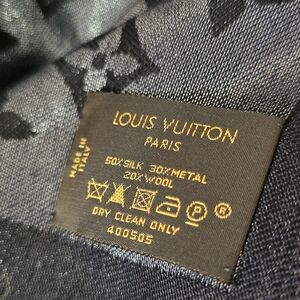 LOUIS VUITTON
PARIS
MADE IN
ITALY
50%SILK 30%METAL
20%WOOL
P ®
DRY CLEAN ONLY
400505